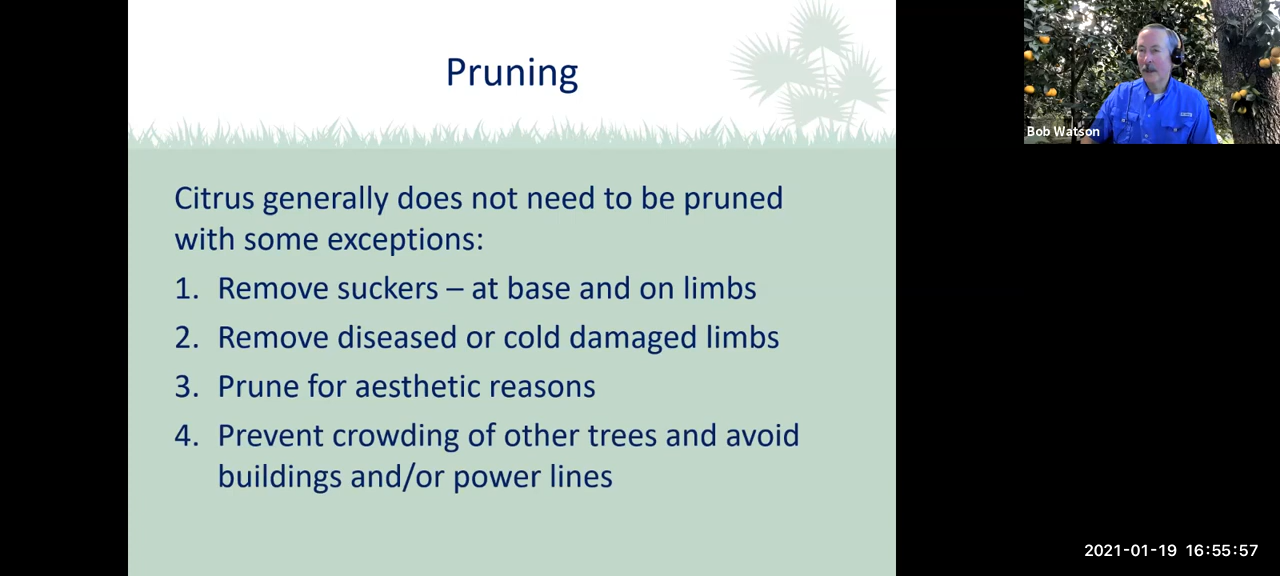 Pruning
Bob Watson
Citrus generally does not need to be pruned
with some exceptions:
1. Remove suckers – at base and on limbs
2. Remove diseased or cold damaged limbs
3. Prune for aesthetic reasons
4. Prevent crowding of other trees and avoid
buildings and/or power lines
2021-01-19 16:55:57